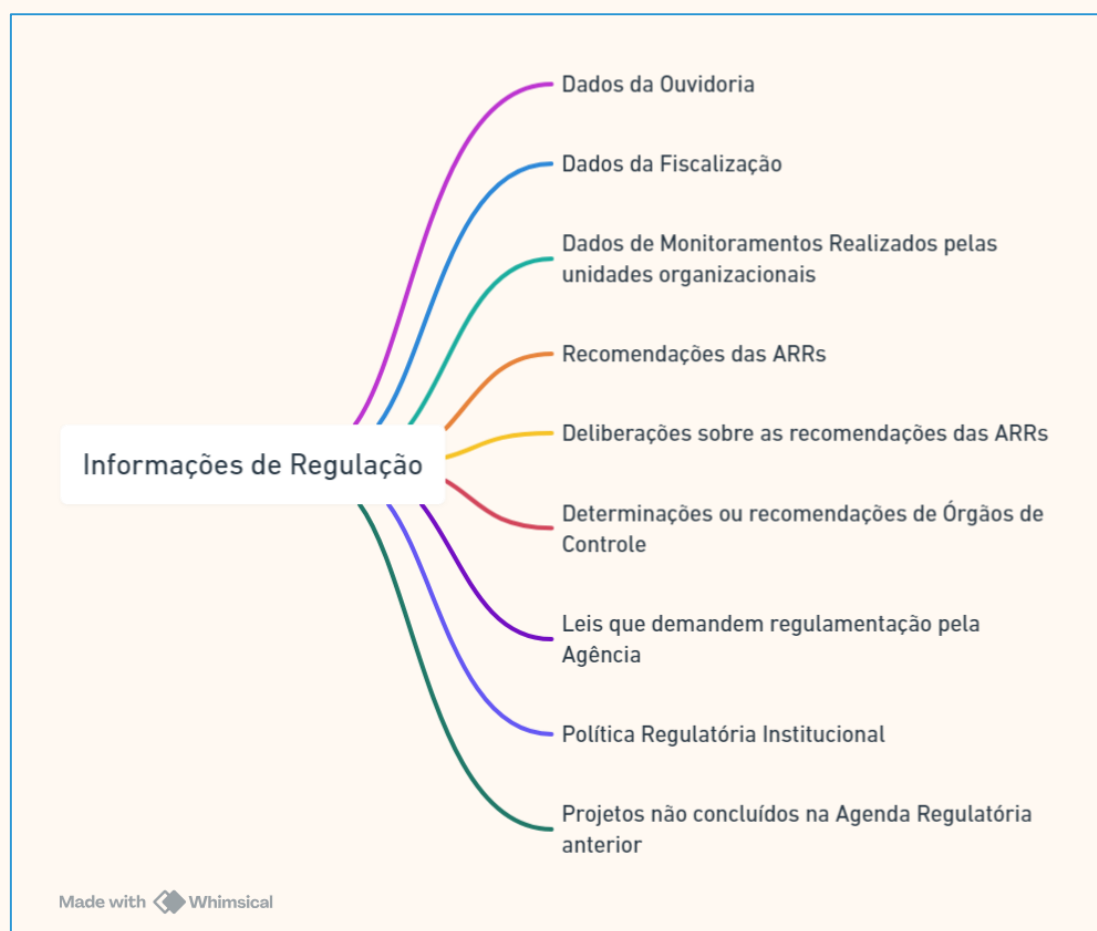 Dados da Ouvidoria
Dados da Fiscalização
Dados de Monitoramentos Realizados pelas
unidades organizacionais
Recomendações das ARRs
Deliberações sobre as recomendações das ARRs
Informações de Regulação
Determinações ou recomendações de Órgãos de
Controle
Leis que demandem regulamentação pela
Agência
Política Regulatória Institucional
Projetos não concluídos na Agenda Regulatória
anterior
Made with Whimsical